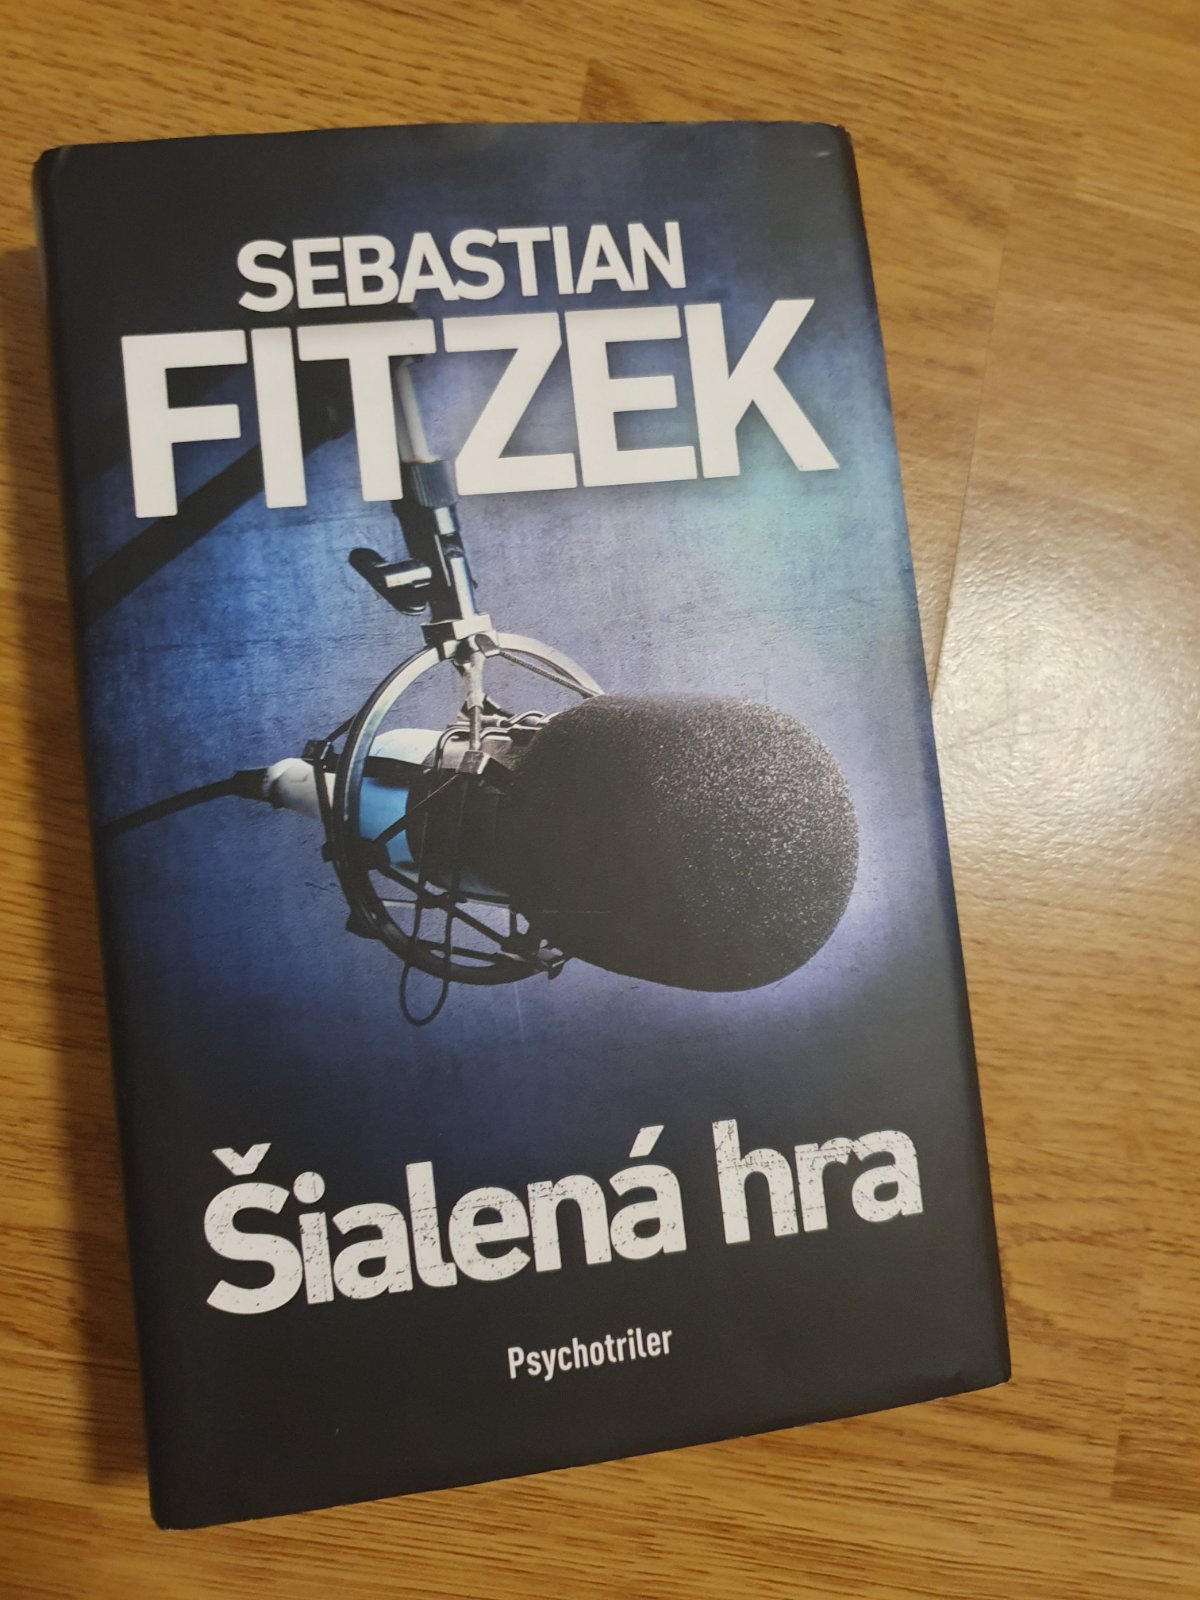 SEBASTIAN
FITZEK
Šialená hra
Psychotriler